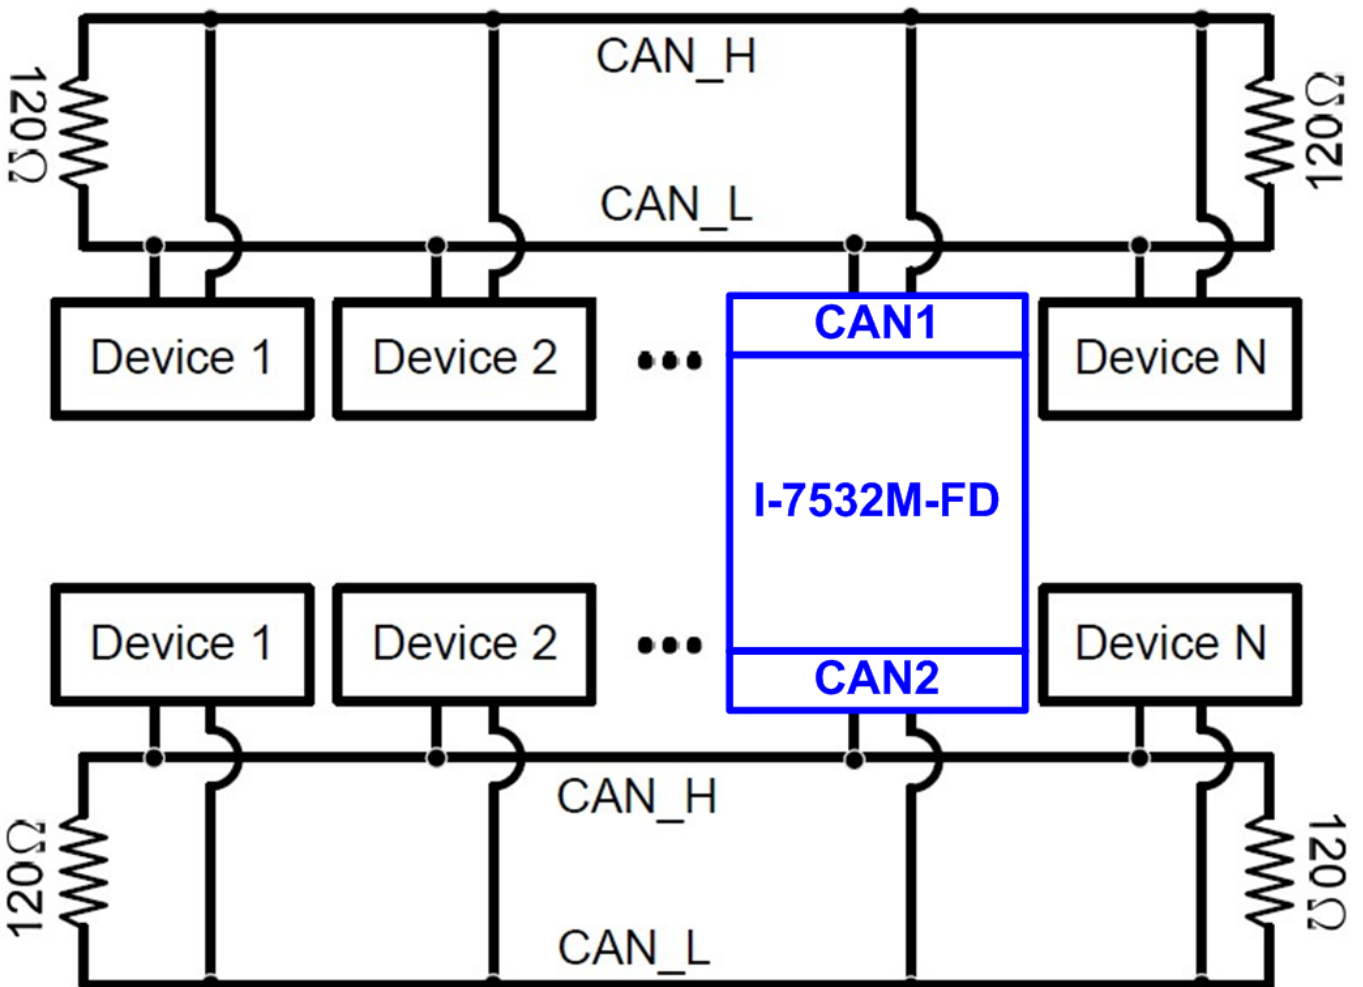 CAN_H
120Ω
120Ω
CAN_L
CAN1
Device 1
Device 2
Device N
I-7532M-FD
Device 1
Device 2
Device N
CAN2
CAN_H
120Ω
120Ω
CAN_L